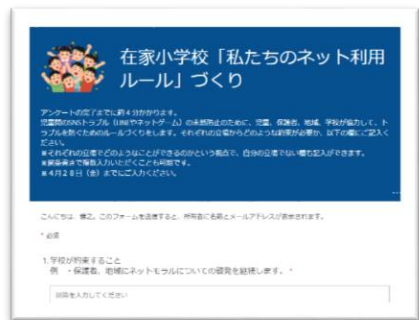 在家小学校「私たちのネット利用
ルール」づくり
アンケートの完了までに約４分かかります。
児童間のSNSトラブル（LINEやネットゲーム）の未然防止のために、児童、保護者、地域、学校が協力して、ト
ラブルを防ぐためのルールづくりをします。それぞれの立場からどのような約束が必要か、以下の欄にご記入く
ださい。
※それぞれの立場でどのようなことができるのかという視点で、自分の立場でない欄も記入ができます。
※箇条書きで複数入力いただくことも可能です。
※４月２８日（金）までにご入力ください。
こんにちは、 。このフォームを送信すると、所有者に名前とメール アドレスが表示されます。
* 必須
1. 学校が約束すること
例　・保護者、地域にネットモラルについての啓発を継続します。 *
回答を入力してください